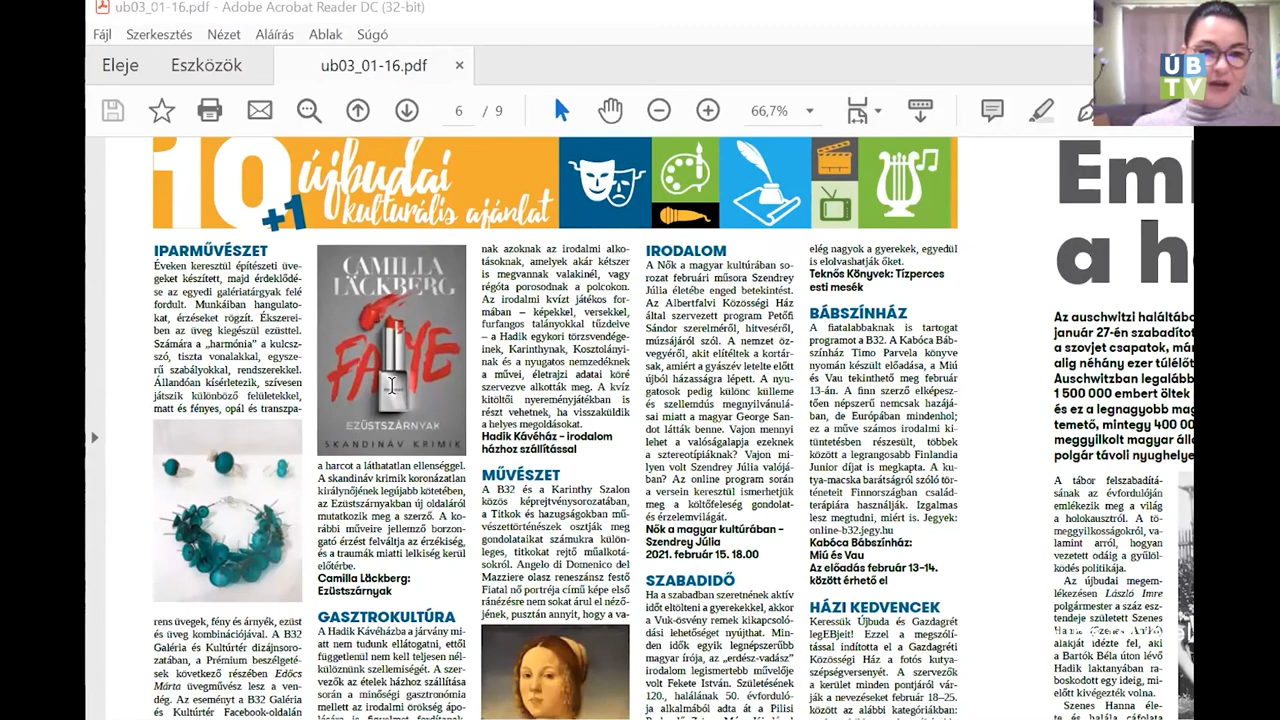 ub03_01-16.pdf - Adobe Acrobat Reader DC (32-bit)
Fájl Szerkesztés Nézet Aláírás Ablak Súgó
Eleje Eszközök ub03_01-16.pdf ×
6 / 9 66,7%
ÚB
TV
10+1 újbudai
kulturális ajánlat
IPARMŰVÉSZET
Éveken keresztül építészeti üve-
geket készített, majd érdeklődé-
se az egyedi galériatárgyak felé
fordult. Munkáiban hangulato-
kat, érzéseket rögzít. Ékszerei-
ben az üveg kiegészül ezüsttel.
Számára a „harmónia" a kulcs-
szó, tiszta vonalakkal, egysze-
rű szabályokkal, rendszerekkel.
Állandóan kísérletezik, szívesen
játszik különböző felületekkel,
matt és fényes, opál és transzpa-
rens üvegek, fény és árnyék, ezüst
és üveg kombinációjával. A B32
Galéria és Kultúrtér dizájnsoro-
zatában, a Prémium beszélgeté-
sek következő részében Edőcs
Márta üvegművész lesz a ven-
dég. Az eseményt a B32 Galéria
és Kultúrtér Facebook-oldalán
CAMILLA
LÄCKBERG
FAYE
EZÜSTSZÁRNYAK
SKANDINÁV KRIMIK
a harcot a láthatatlan ellenséggel.
A skandináv krimik koronázatlan
királynőjének legújabb kötetében,
az Ezüstszárnyakban új oldaláról
mutatkozik meg a szerző. A ko-
rábbi műveire jellemző borzon-
gató érzést felváltja az érzékiség,
és a traumák miatti lelkiség kerül
előtérbe.
Camilla Läckberg:
Ezüstszárnyak
GASZTROKULTÚRA
A Hadik Kávéházba a járvány mi-
att nem tudunk ellátogatni, ettől
függetlenül nem kell teljesen nél-
külöznünk szellemiségét. A szer-
vezők az ételek házhoz szállítása
során a minőségi gasztronómia
mellett az irodalmi örökség ápo-
nak azoknak az irodalmi alko-
tásoknak, amelyek akár kétszer
is megvannak valakinél, vagy
régóta porosodnak a polcokon.
Az irodalmi kvízt játékos for-
mában – képekkel, versekkel,
furfangos talányokkal tűzdelve
– a Hadik egykori törzsvendége-
inek, Karinthynak, Kosztolányi-
nak és a nyugatos nemzedéknek
a művei, életrajzi adatai köré
szervezve alkották meg. A kvíz
kitöltői nyereményjátékban is
részt vehetnek, ha visszaküldik
a helyes megoldásokat.
Hadik Kávéház – irodalom
házhoz szállítással
MŰVÉSZET
A B32 és a Karinthy Szalon
közös képrejtvénysorozatában,
a Titkok és hazugságokban mű-
vészettörténészek osztják meg
gondolataikat számukra külön-
leges, titkokat rejtő műalkotá-
sokról. Angelo di Domenico del
Mazziere olasz reneszánsz festő
Fiatal nő portréja című képe első
ránézésre nem sokat árul el néző-
jének, pusztán annyit, hogy a va-
IRODALOM
A Nők a magyar kultúrában so-
rozat februári műsora Szendrey
Júlia életébe enged betekintést.
Az Albertfalvi Közösségi Ház
által szervezett program Petőfi
Sándor szerelméről, hitveséről,
múzsájáról szól. A nemzet öz-
vegyéről, akit elítéltek a kortár-
sak, amiért a gyászév letelte előtt
újból házasságra lépett. A nyu-
gatosok pedig különc külleme
és szellemdús megnyilvánulá-
sai miatt a magyar George San-
dot látták benne. Vajon mennyi
lehet a valóságalapja ezeknek
a sztereotípiáknak? Vajon mi-
lyen volt Szendrey Júlia valójá-
ban? Az online program során
a versein keresztül ismerhetjük
meg a költőfeleség gondolat-
és érzelemvilágát.
Nők a magyar kultúrában –
Szendrey Júlia
2021. február 15. 18.00
SZABADIDŐ
Ha a szabadban szeretnének aktív
időt eltölteni a gyerekekkel, akkor
a Vuk-ösvény remek kikapcsoló-
dási lehetőséget nyújthat. Min-
den idők egyik legnépszerűbb
magyar írója, az „erdész-vadász"
irodalom legismertebb művelője
volt Fekete István. Születésének
120., halálának 50. évforduló-
ja alkalmából adta át a Pilisi
elég nagyok a gyerekek, egyedül
is elolvashatják őket.
Teknős Könyvek: Tízperces
esti mesék
BÁBSZÍNHÁZ
A fiatalabbaknak is tartogat
programot a B32. A Kabóca Báb-
színház Timo Parvela könyve
nyomán készült előadása, a Miú
és Vau tekinthető meg február
13-án. A finn szerző elképesz-
tően népszerű nemcsak hazájá-
ban, de Európában mindenhol;
ez a műve számos irodalmi ki-
tüntetésben részesült, többek
között a legrangosabb Finlandia
Junior díjat is megkapta. A ku-
tya-macska barátságról szóló tör-
téneteit Finnországban család-
terápiára használják. Izgalmas
lesz megtudni, miért is. Jegyek:
online-b32.jegy.hu
Kabóca Bábszínház:
Miú és Vau
Az előadás február 13–14.
között érhető el
HÁZI KEDVENCEK
Keressük Újbuda és Gazdagrét
legEBjeit! Ezzel a megszólí-
tással indította el a Gazdagréti
Közösségi Ház a fotós kutya-
szépségversenyét. A szervezők
a kerület minden pontjáról vár-
ják a nevezéseket február 18–25.
között az alábbi kategóriákban:
Eml
a h
Az auschwitzi haláltábo
január 27-én szabadítot
a szovjet csapatok, már
alig néhány ezer túlélőt
Auschwitzban legalább
1 500 000 embert öltek
és ez a legnagyobb mag
temető, mintegy 400 00
meggyilkolt magyar álla
polgár távoli nyughelye
A tábor felszabadítá-
sának az évfordulóján
emlékezik meg a világ
a holokausztról. A tö-
meggyilkosságokról, va-
lamint arról, hogyan
vezetett odáig a gyűlöl-
ködés politikája.
Az újbudai megem-
lékezésen László Imre
polgármester a száz esz-
tendeje született Szenes
alakját idézte fel, aki
a Bartók Béla úton lévő
Hadik laktanyában ra-
boskodott egy ideig, mi-
előtt kivégezték volna.
Szenes Hanna éle-
te és halála cáfolata